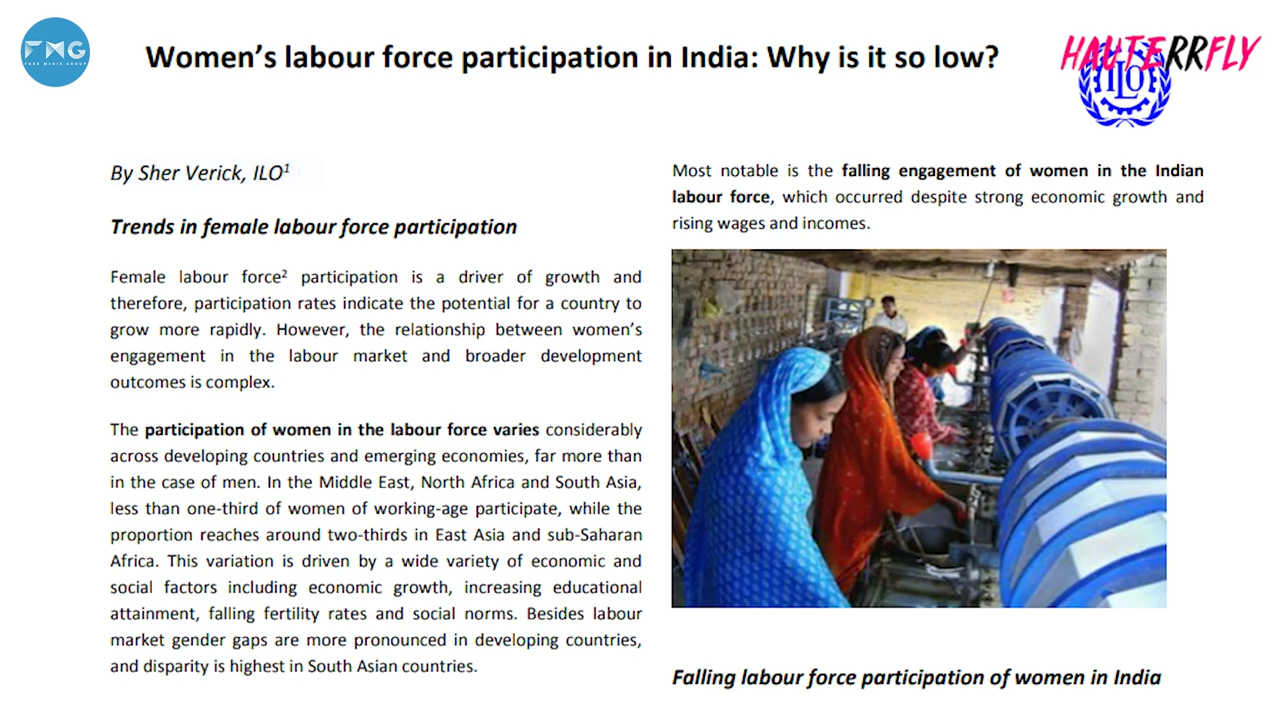 FMG
FORK MEDIA GROUP
Women's labour force participation in India: Why is it so low?
HAUTERRFLY
ILO
By Sher Verick, ILO¹
Trends in female labour force participation
Female labour force² participation is a driver of growth and
therefore, participation rates indicate the potential for a country to
grow more rapidly. However, the relationship between women's
engagement in the labour market and broader development
outcomes is complex.
The participation of women in the labour force varies considerably
across developing countries and emerging economies, far more than
in the case of men. In the Middle East, North Africa and South Asia,
less than one-third of women of working-age participate, while the
proportion reaches around two-thirds in East Asia and sub-Saharan
Africa. This variation is driven by a wide variety of economic and
social factors including economic growth, increasing educational
attainment, falling fertility rates and social norms. Besides labour
market gender gaps are more pronounced in developing countries,
and disparity is highest in South Asian countries.
Most notable is the falling engagement of women in the Indian
labour force, which occurred despite strong economic growth and
rising wages and incomes.
Falling labour force participation of women in India